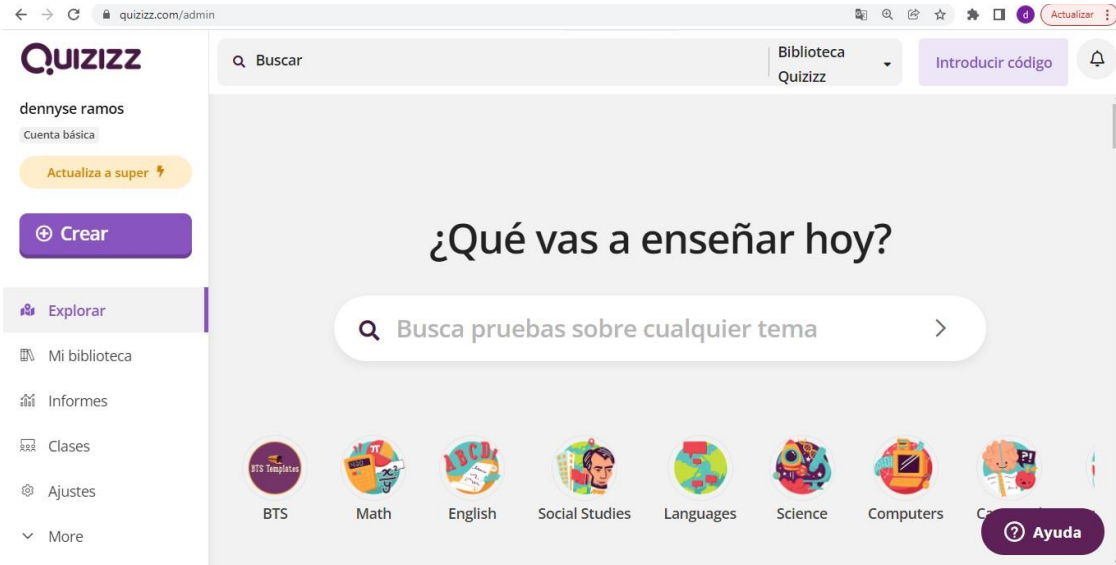 quizizz.com/admin
d
Actualizar
QUIZIZZ
Buscar
Biblioteca
Quizizz
Introducir código
dennyse ramos
Cuenta básica
Actualiza a super
Crear
Explorar
Mi biblioteca
Informes
Clases
Ajustes
More
¿Qué vas a enseñar hoy?
Busca pruebas sobre cualquier tema
BTS Templates
BTS
Math
English
Social Studies
Languages
Science
Computers
Ayuda